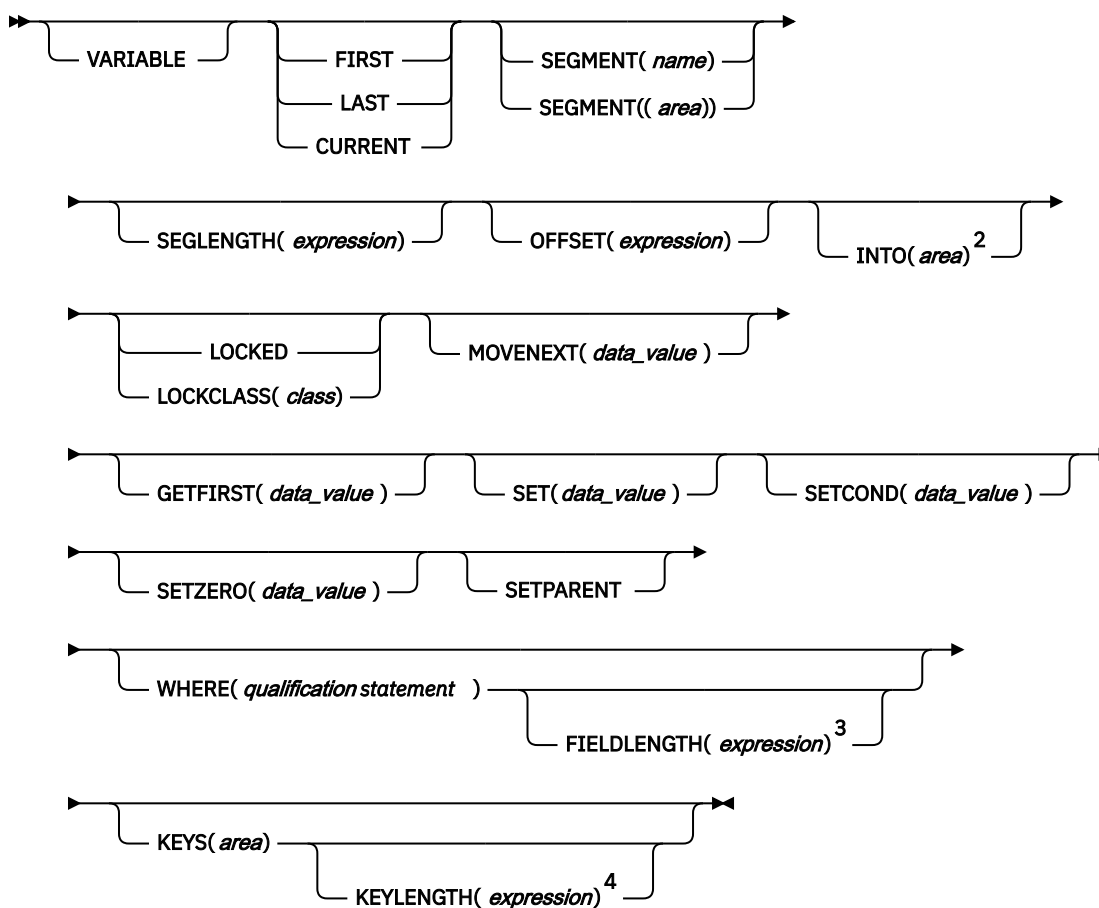 VARIABLE FIRST SEGMENT( name)
LAST SEGMENT(( area))
CURRENT
SEGLENGTH( expression) OFFSET( expression) INTO( area) 2
LOCKED MOVENEXT( data_value )
LOCKCLASS( class)
GETFIRST( data_value ) SET( data_value ) SETCOND( data_value )
SETZERO( data_value ) SETPARENT
WHERE( qualification statement )
FIELDLENGTH( expression) 3
KEYS( area)
KEYLENGTH( expression) 4